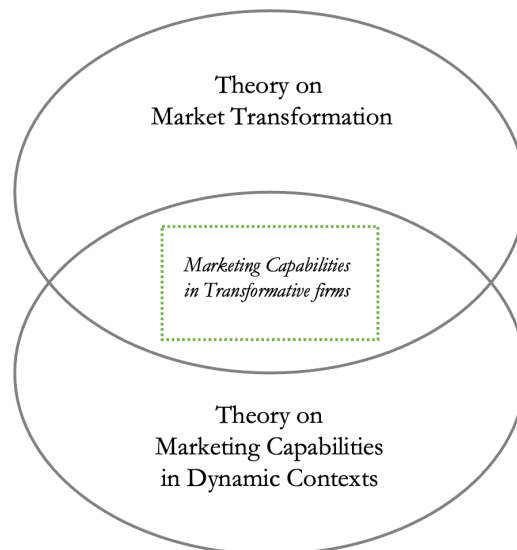 Theory on
Market Transformation
Marketing Capabilities
in Transformative firms
Theory on
Marketing Capabilities
in Dynamic Contexts